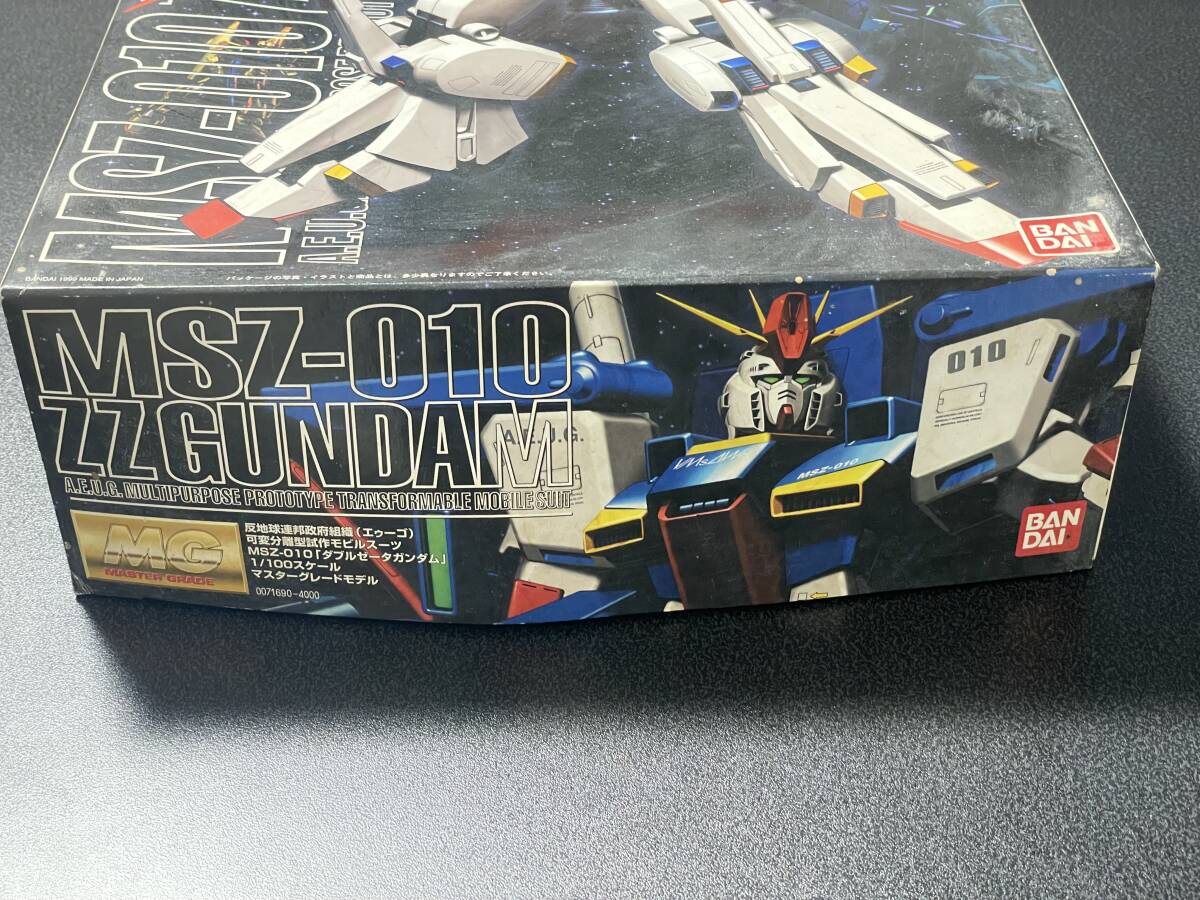 MSZ-010
A.E.U.G.
BAN
DAI
BANDAI 1999 MADE IN JAPAN
パッケージの写真・イラストと商品とは、多少異なりますのでご了承ください。
MSZ-010
ZZ GUNDAM
A.E.U.G. MULTIPURPOSE PROTOTYPE TRANSFORMABLE MOBILE SUIT
MG
MASTER GRADE
反地球連邦政府組織(エゥーゴ)
可変分離型試作モビルスーツ
MSZ-010「ダブルゼータガンダム」
1/100スケール
マスターグレードモデル
0071690-4000
A.E.U.G.
MSZ-010
010
BAN
DAI